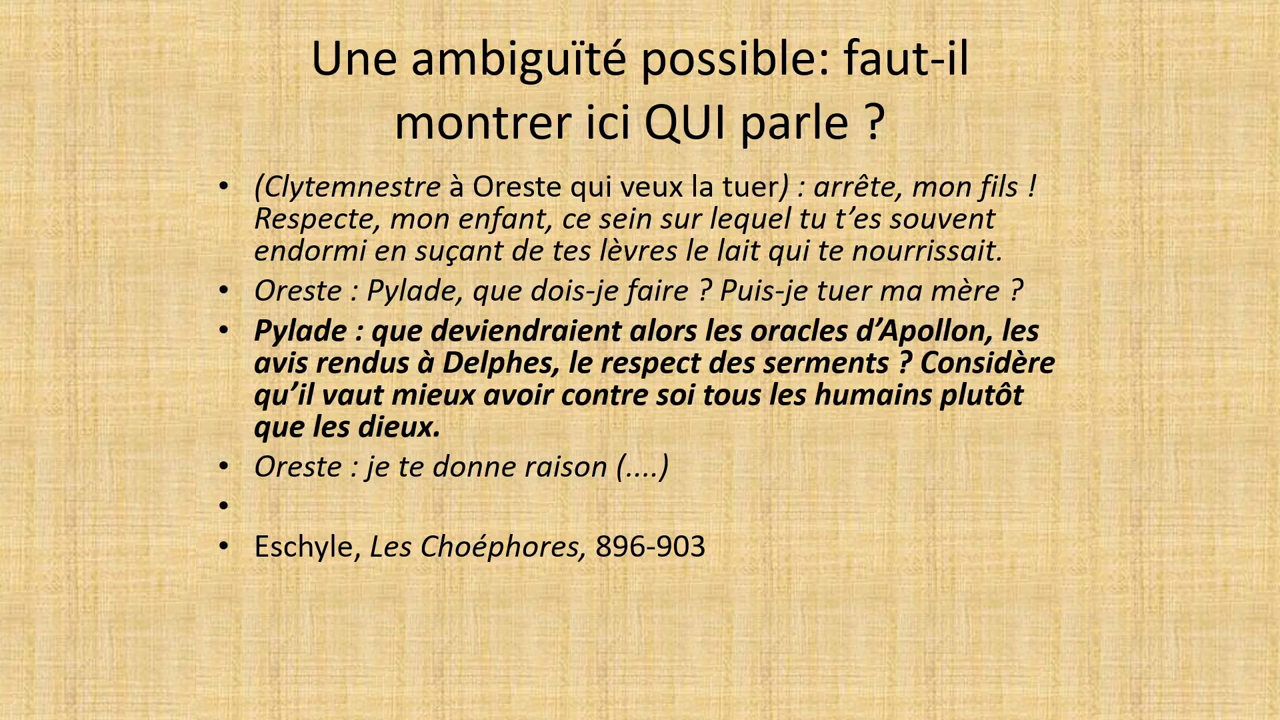 Une ambiguïté possible: faut-il
montrer ici QUI parle ?
• (Clytemnestre à Oreste qui veux la tuer) : arrête, mon fils !
Respecte, mon enfant, ce sein sur lequel tu t’es souvent
endormi en suçant de tes lèvres le lait qui te nourrissait.
• Oreste : Pylade, que dois-je faire ? Puis-je tuer ma mère ?
• Pylade : que deviendraient alors les oracles d’Apollon, les
avis rendus à Delphes, le respect des serments ? Considère
qu’il vaut mieux avoir contre soi tous les humains plutôt
que les dieux.
• Oreste : je te donne raison (....)
•
• Eschyle, Les Choéphores, 896-903